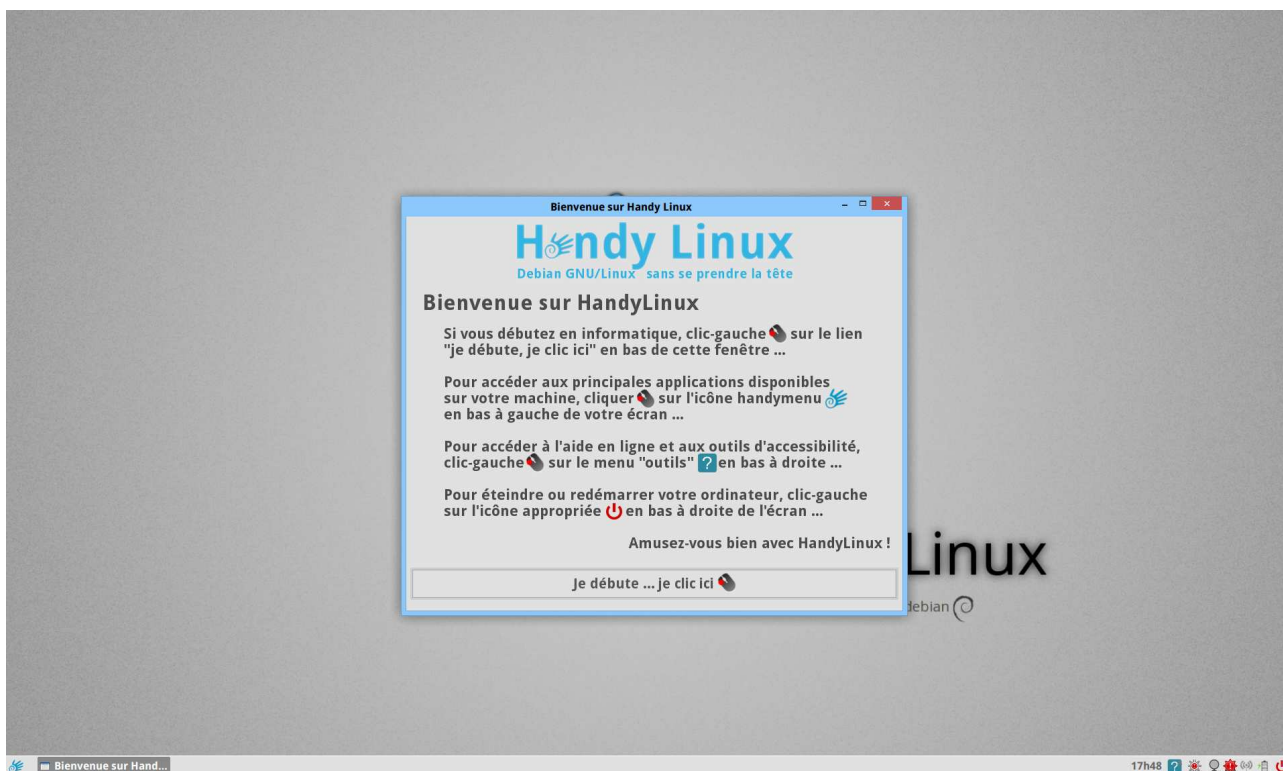 Bienvenue sur Handy Linux
Handy Linux
Debian GNU/Linux sans se prendre la tête
Bienvenue sur HandyLinux
Si vous débutez en informatique, clic-gauche sur le lien
"je débute, je clic ici" en bas de cette fenêtre ...
Pour accéder aux principales applications disponibles
sur votre machine, cliquer sur l'icône handymenu
en bas à gauche de votre écran ...
Pour accéder à l'aide en ligne et aux outils d'accessibilité,
clic-gauche sur le menu "outils" ? en bas à droite ...
Pour éteindre ou redémarrer votre ordinateur, clic-gauche
sur l'icône appropriée en bas à droite de l'écran ...
Amusez-vous bien avec HandyLinux !
Je débute ... je clic ici
Linux
debian
Bienvenue sur Hand...
17h48 ?